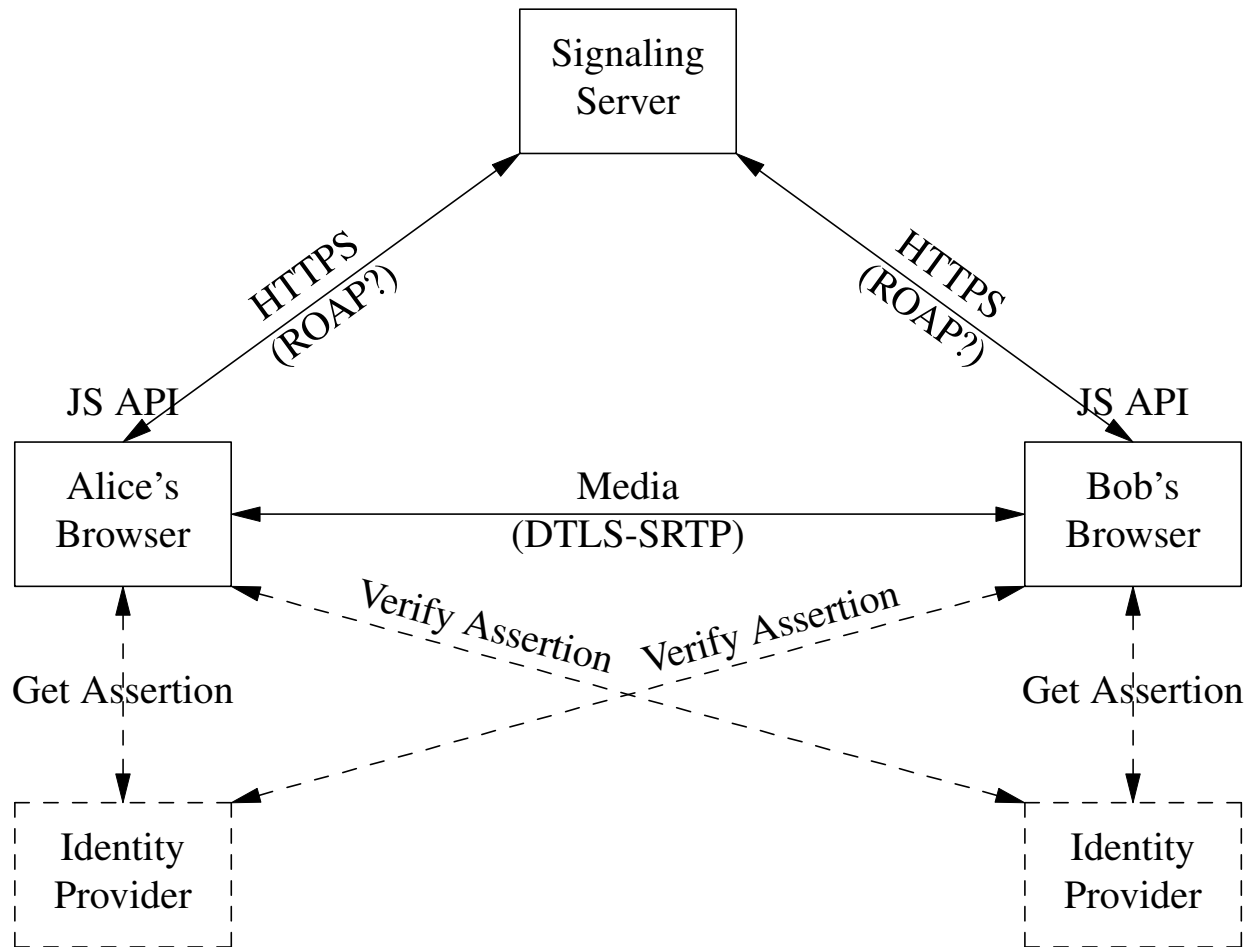 Signaling
Server
HTTPS
(ROAP?)
HTTPS
(ROAP?)
JS API
JS API
Alice's
Browser
Media
(DTLS-SRTP)
Bob's
Browser
Verify Assertion
Verify Assertion
Get Assertion
Get Assertion
Identity
Provider
Identity
Provider